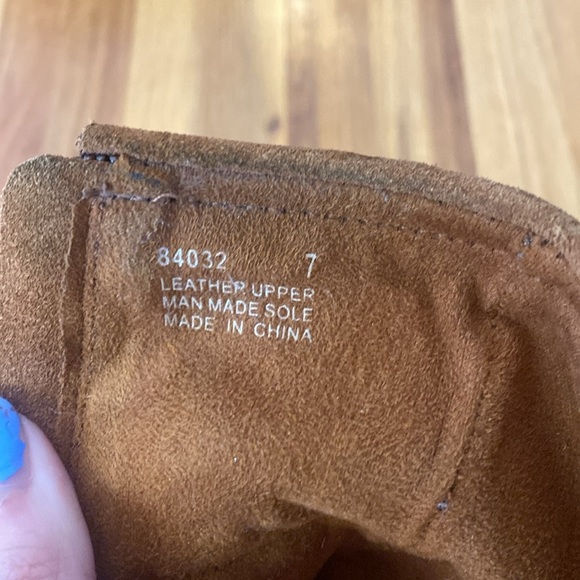 84032 7
LEATHER UPPER
MAN MADE SOLE
MADE IN CHINA